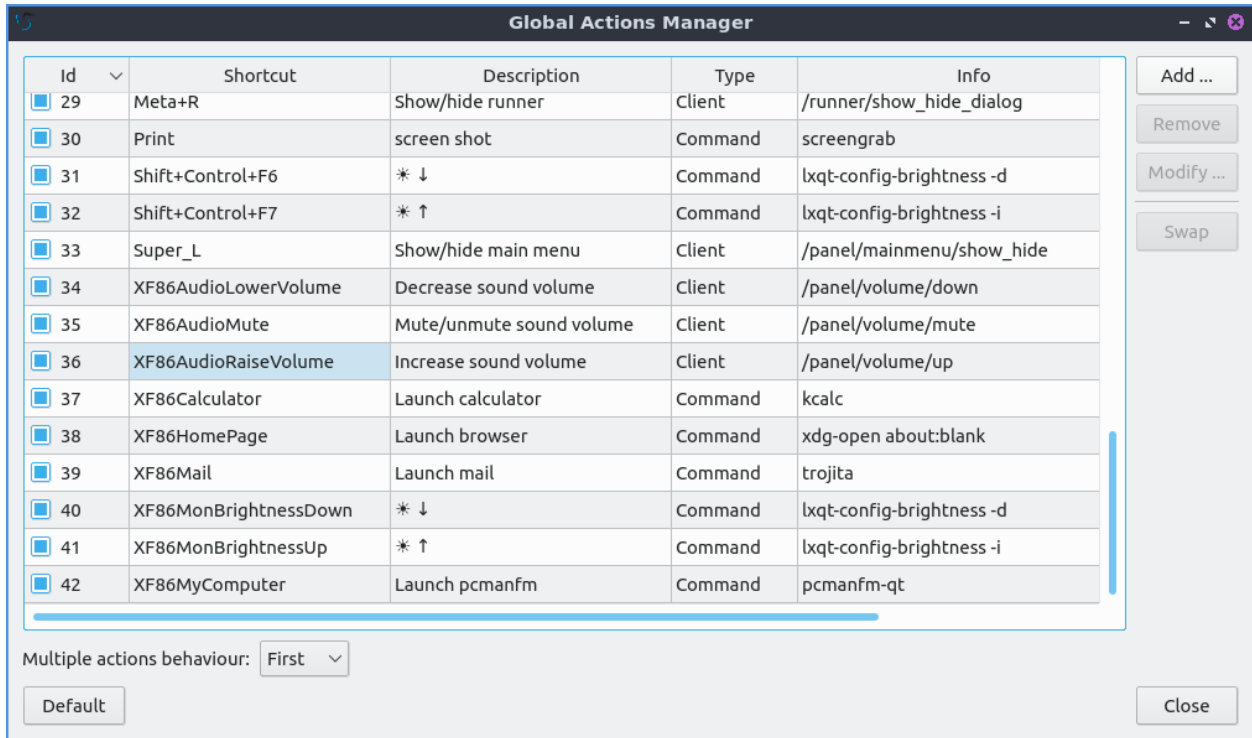 Global Actions Manager
Id Shortcut Description Type Info
29 Meta+R Show/hide runner Client /runner/show_hide_dialog
30 Print screen shot Command screengrab
31 Shift+Control+F6 ☀ ↓ Command lxqt-config-brightness -d
32 Shift+Control+F7 ☀ ↑ Command lxqt-config-brightness -i
33 Super_L Show/hide main menu Client /panel/mainmenu/show_hide
34 XF86AudioLowerVolume Decrease sound volume Client /panel/volume/down
35 XF86AudioMute Mute/unmute sound volume Client /panel/volume/mute
36 XF86AudioRaiseVolume Increase sound volume Client /panel/volume/up
37 XF86Calculator Launch calculator Command kcalc
38 XF86HomePage Launch browser Command xdg-open about:blank
39 XF86Mail Launch mail Command trojita
40 XF86MonBrightnessDown ☀ ↓ Command lxqt-config-brightness -d
41 XF86MonBrightnessUp ☀ ↑ Command lxqt-config-brightness -i
42 XF86MyComputer Launch pcmanfm Command pcmanfm-qt
Add ...
Remove
Modify ...
Swap
Multiple actions behaviour: First
Default
Close